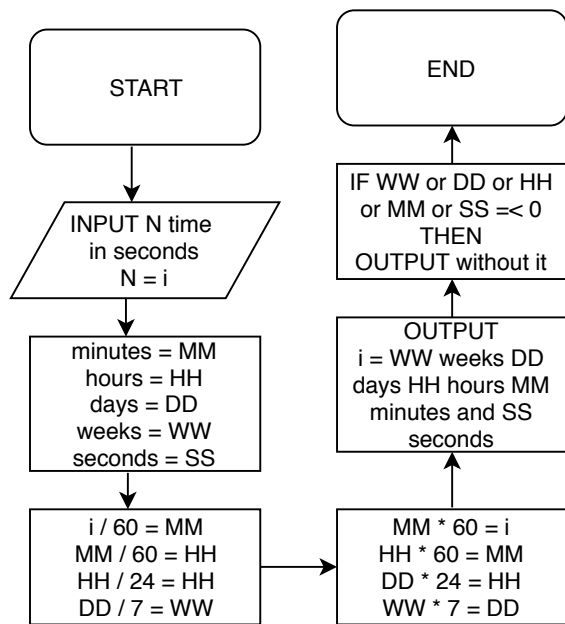 START
INPUT N time
in seconds
N = i
minutes = MM
hours = HH
days = DD
weeks = WW
seconds = SS
i / 60 = MM
MM / 60 = HH
HH / 24 = HH
DD / 7 = WW
MM * 60 = i
HH * 60 = MM
DD * 24 = HH
WW * 7 = DD
OUTPUT
i = WW weeks DD
days HH hours MM
minutes and SS
seconds
IF WW or DD or HH
or MM or SS =< 0
THEN
OUTPUT without it
END